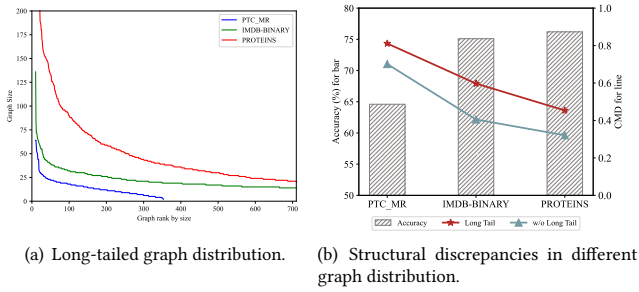 200
175
150
125
100
75
50
25
0
Graph Size
PTC_MR
IMDB-BINARY
PROTEINS
0 100 200 300 400 500 600 700
Graph rank by size
80
75
70
65
60
55
50
Accuracy (%) for bar
1.0
0.8
0.6
0.4
0.2
0.0
CMD for line
PTC_MR IMDB-BINARY PROTEINS
Accuracy Long Tail w/o Long Tail
(a) Long-tailed graph distribution.
(b) Structural discrepancies in different
graph distribution.